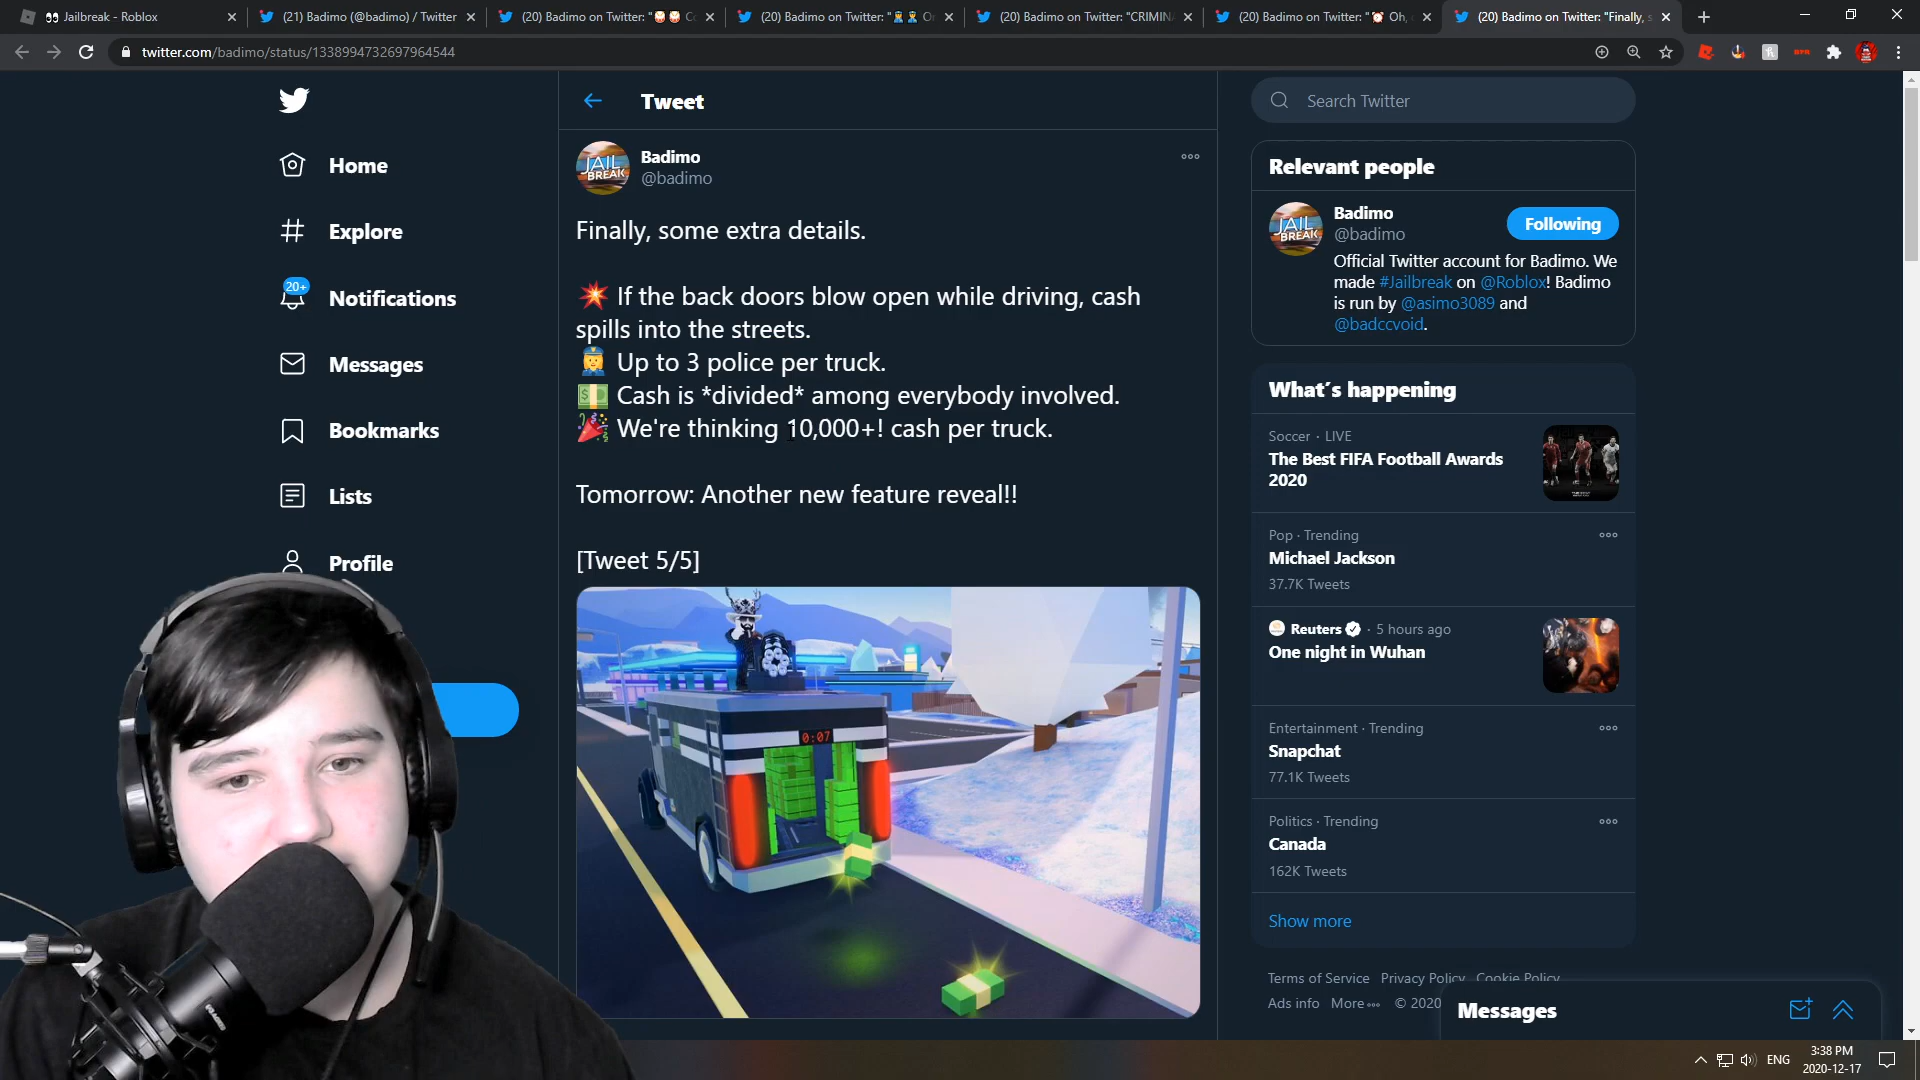 Jailbreak - Roblox
(21) Badimo (@badimo) / Twitter
(20) Badimo on Twitter: "
(20) Badimo on Twitter: "
(20) Badimo on Twitter: "CRIMIN
(20) Badimo on Twitter: "⏰ Oh,
(20) Badimo on Twitter: "Finally, s
twitter.com/badimo/status/1338994732697964544
Home
Explore
20+
Notifications
Messages
Bookmarks
Lists
Profile
Tweet
JAIL
BREAK
Badimo
@badimo
Finally, some extra details.
💥 If the back doors blow open while driving, cash
spills into the streets.
👮 Up to 3 police per truck.
💵 Cash is *divided* among everybody involved.
🎉 We're thinking 10,000+! cash per truck.
Tomorrow: Another new feature reveal!!
[Tweet 5/5]
0:07
Search Twitter
Relevant people
JAIL
BREAK
Badimo
@badimo
Following
Official Twitter account for Badimo. We
made #Jailbreak on @Roblox! Badimo
is run by @asimo3089 and
@badccvoid.
What's happening
Soccer · LIVE
The Best FIFA Football Awards
2020
Pop · Trending
Michael Jackson
37.7K Tweets
Reuters · 5 hours ago
One night in Wuhan
Entertainment · Trending
Snapchat
77.1K Tweets
Politics · Trending
Canada
162K Tweets
Show more
Terms of Service Privacy Policy Cookie Policy
Ads info More © 2020
Messages
ENG
3:38 PM
2020-12-17